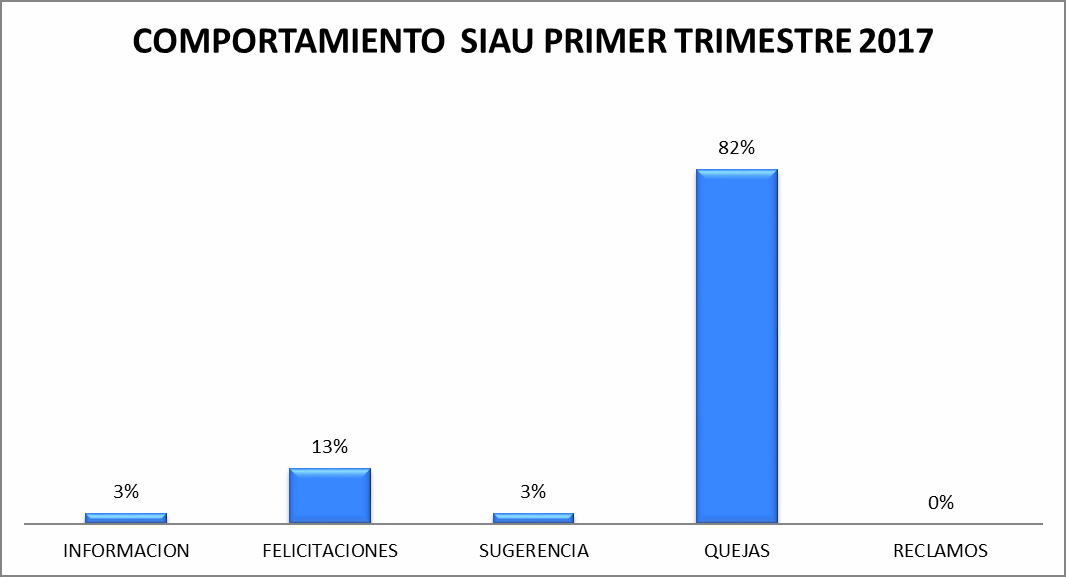 COMPORTAMIENTO SIAU PRIMER TRIMESTRE 2017
82%
13%
3%
3%
0%
INFORMACION
FELICITACIONES
SUGERENCIA
QUEJAS
RECLAMOS